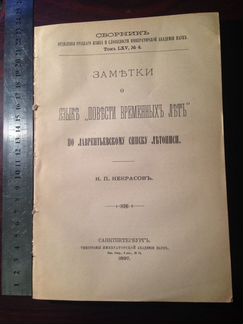 СБОРНИКЪ
ОТДѢЛЕНІЯ РУССКАГО ЯЗЫКА И СЛОВЕСНОСТИ ИМПЕРАТОРСКОЙ АКАДЕМІИ НАУКЪ
Томъ LXV, № 4.
ЗАМѢТКИ
О
ЯЗЫКѢ „ПОВѢСТИ ВРЕМЕННЫХЪ ЛѢТЪ“
ПО ЛАВРЕНТЬЕВСКОМУ СПИСКУ ЛѢТОПИСИ.
Н. П. НЕКРАСОВЪ.
САНКТПЕТЕРБУРГЪ.
ТИПОГРАФІЯ ИМПЕРАТОРСКОЙ АКАДЕМІИ НАУКЪ.
1897.